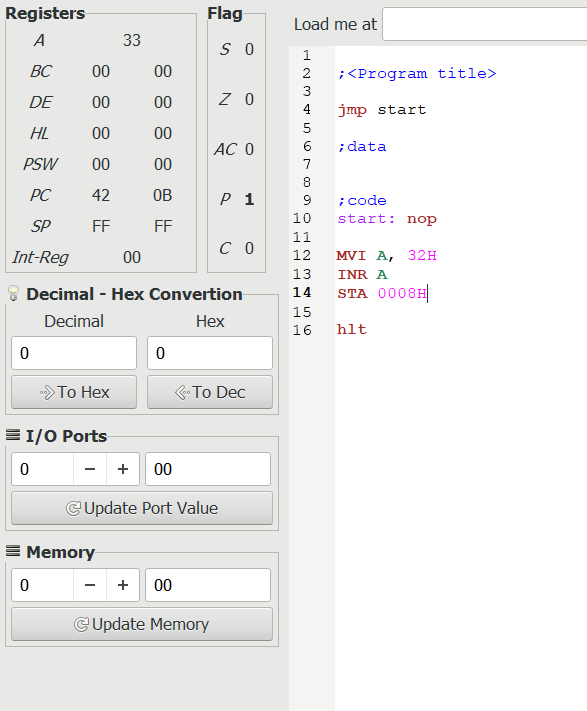 Registers
A 33
BC 00 00
DE 00 00
HL 00 00
PSW 00 00
PC 42 0B
SP FF FF
Int-Reg 00
Flag
S 0
Z 0
AC 0
P 1
C 0
Decimal - Hex Convertion
Decimal Hex
0 0
To Hex To Dec
I/O Ports
0 − + 00
Update Port Value
Memory
0 − + 00
Update Memory
Load me at
1
2 ;<Program title>
3
4 jmp start
5
6 ;data
7
8
9 ;code
10 start: nop
11
12 MVI A, 32H
13 INR A
14 STA 0008H
15
16 hlt